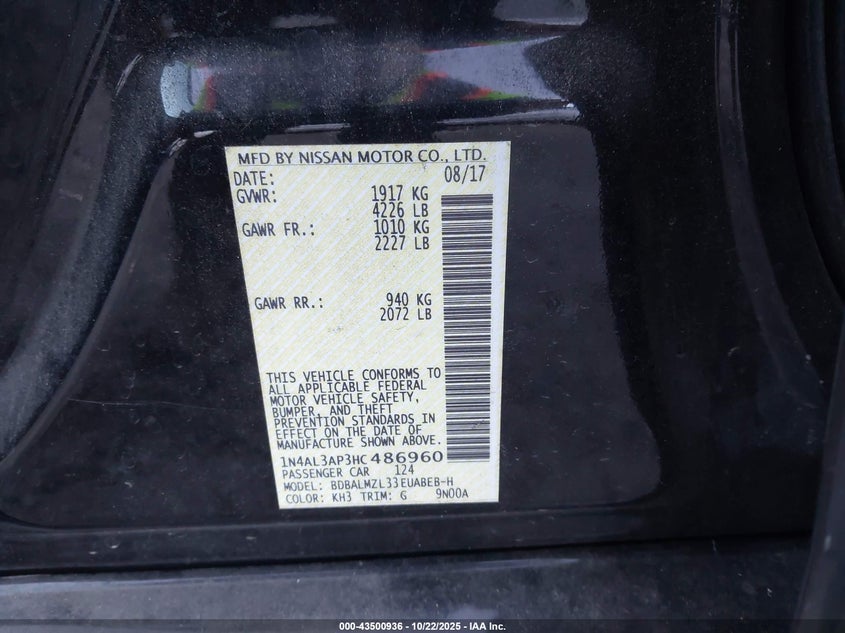 MFD BY NISSAN MOTOR CO., LTD.
DATE: 08/17
GVWR: 1917 KG
4226 LB
GAWR FR.: 1010 KG
2227 LB
GAWR RR.: 940 KG
2072 LB
THIS VEHICLE CONFORMS TO
ALL APPLICABLE FEDERAL
MOTOR VEHICLE SAFETY,
BUMPER, AND THEFT
PREVENTION STANDARDS IN
EFFECT ON THE DATE OF
MANUFACTURE SHOWN ABOVE.
1N4AL3AP3HC486960
PASSENGER CAR 124
MODEL: BDBALMZL33EUABEB-H
COLOR: KH3 TRIM: G 9N00A
000-43500936 - 10/22/2025 - IAA Inc.